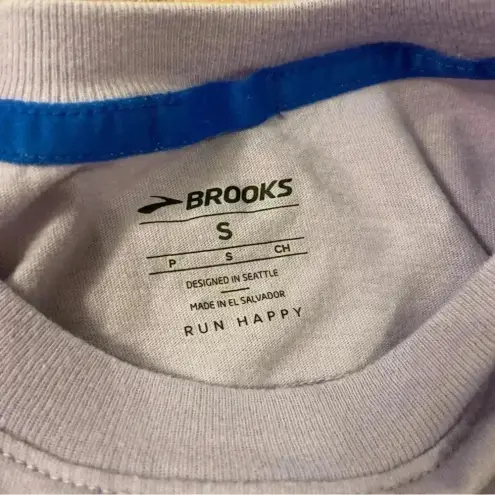 BROOKS
S
P S CH
DESIGNED IN SEATTLE
MADE IN EL SALVADOR
RUN HAPPY